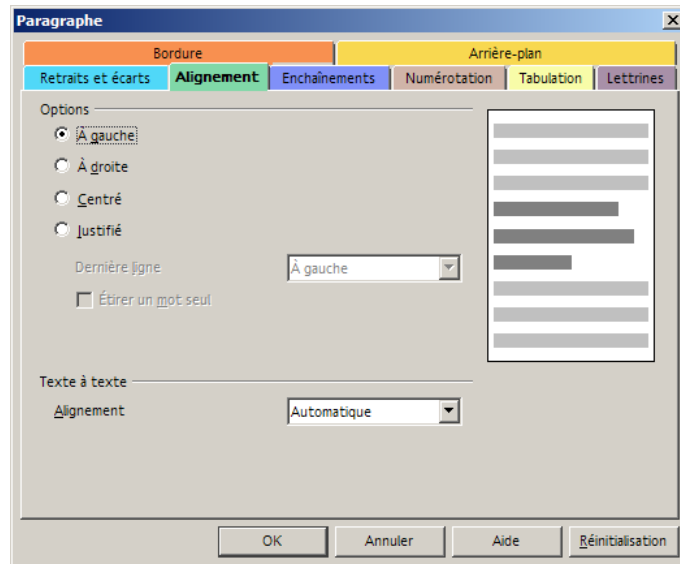 Paragraphe
Bordure Arrière-plan
Retraits et écarts Alignement Enchaînements Numérotation Tabulation Lettrines
Options
À gauche
À droite
Centré
Justifié
Dernière ligne À gauche
Étirer un mot seul
Texte à texte
Alignement Automatique
OK Annuler Aide Réinitialisation